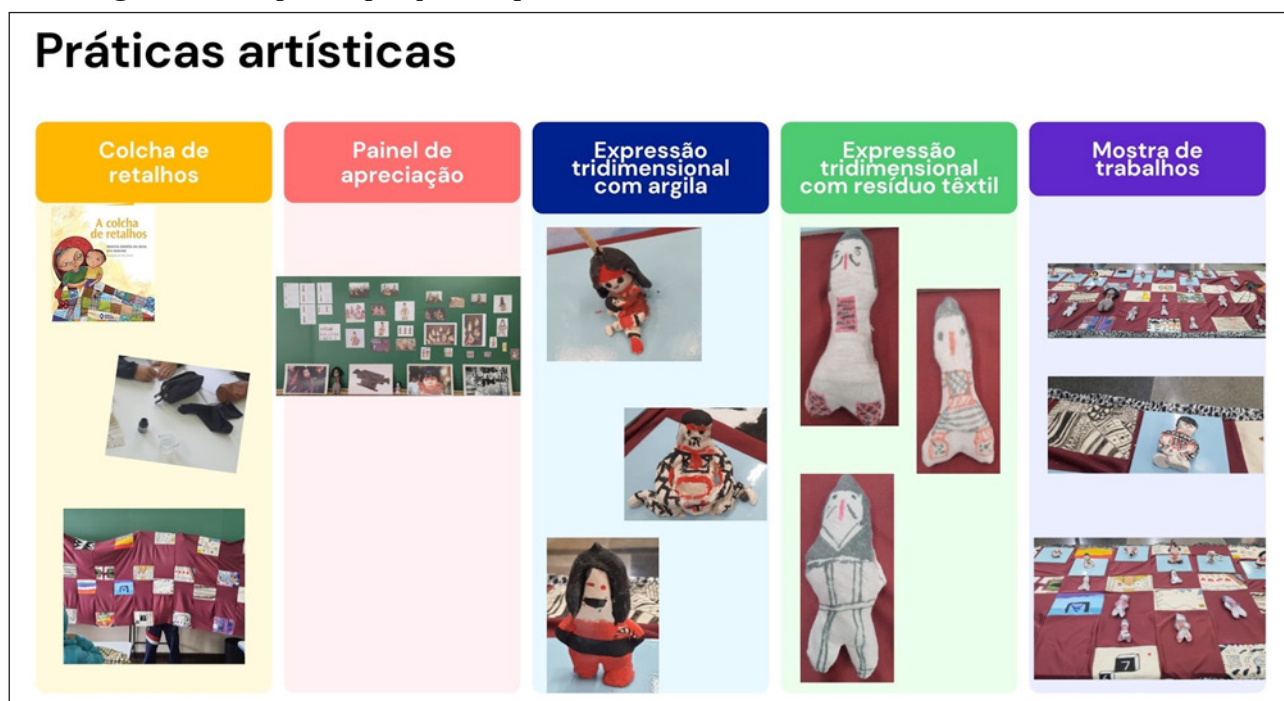 Práticas artísticas
Colcha de
retalhos
Painel de
apreciação
Expressão
tridimensional
com argila
Expressão
tridimensional
com resíduo têxtil
Mostra de
trabalhos
A colcha
de retalhos
7